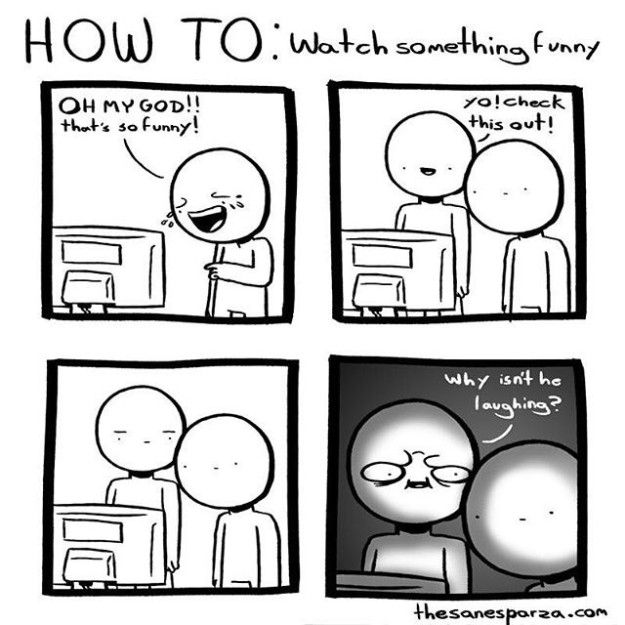 HOW TO: Watch something funny
OH MY GOD!!
that's so funny!
yo! check
this out!
Why isn't he
laughing?
thesanesparza.com